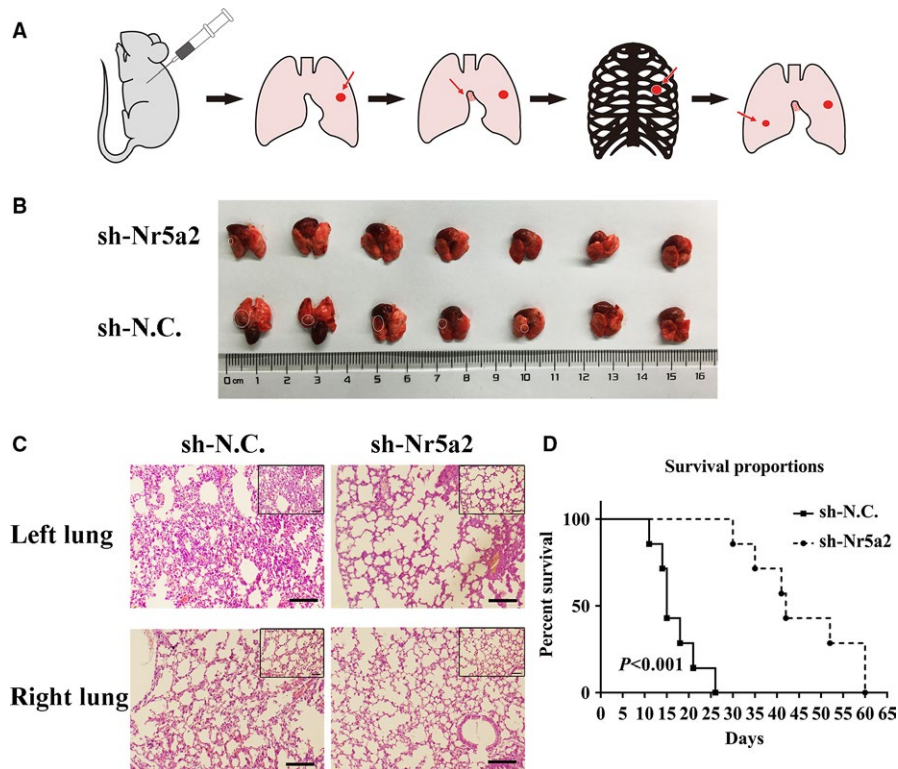 A
B
sh-Nr5a2
sh-N.C.
0 cm 1 2 3 4 5 6 7 8 9 10 11 12 13 14 15 16
C
sh-N.C. sh-Nr5a2
Left lung
Right lung
D
Survival proportions
sh-N.C.
sh-Nr5a2
Percent survival
100
50
0
P<0.001
0 5 10 15 20 25 30 35 40 45 50 55 60 65
Days